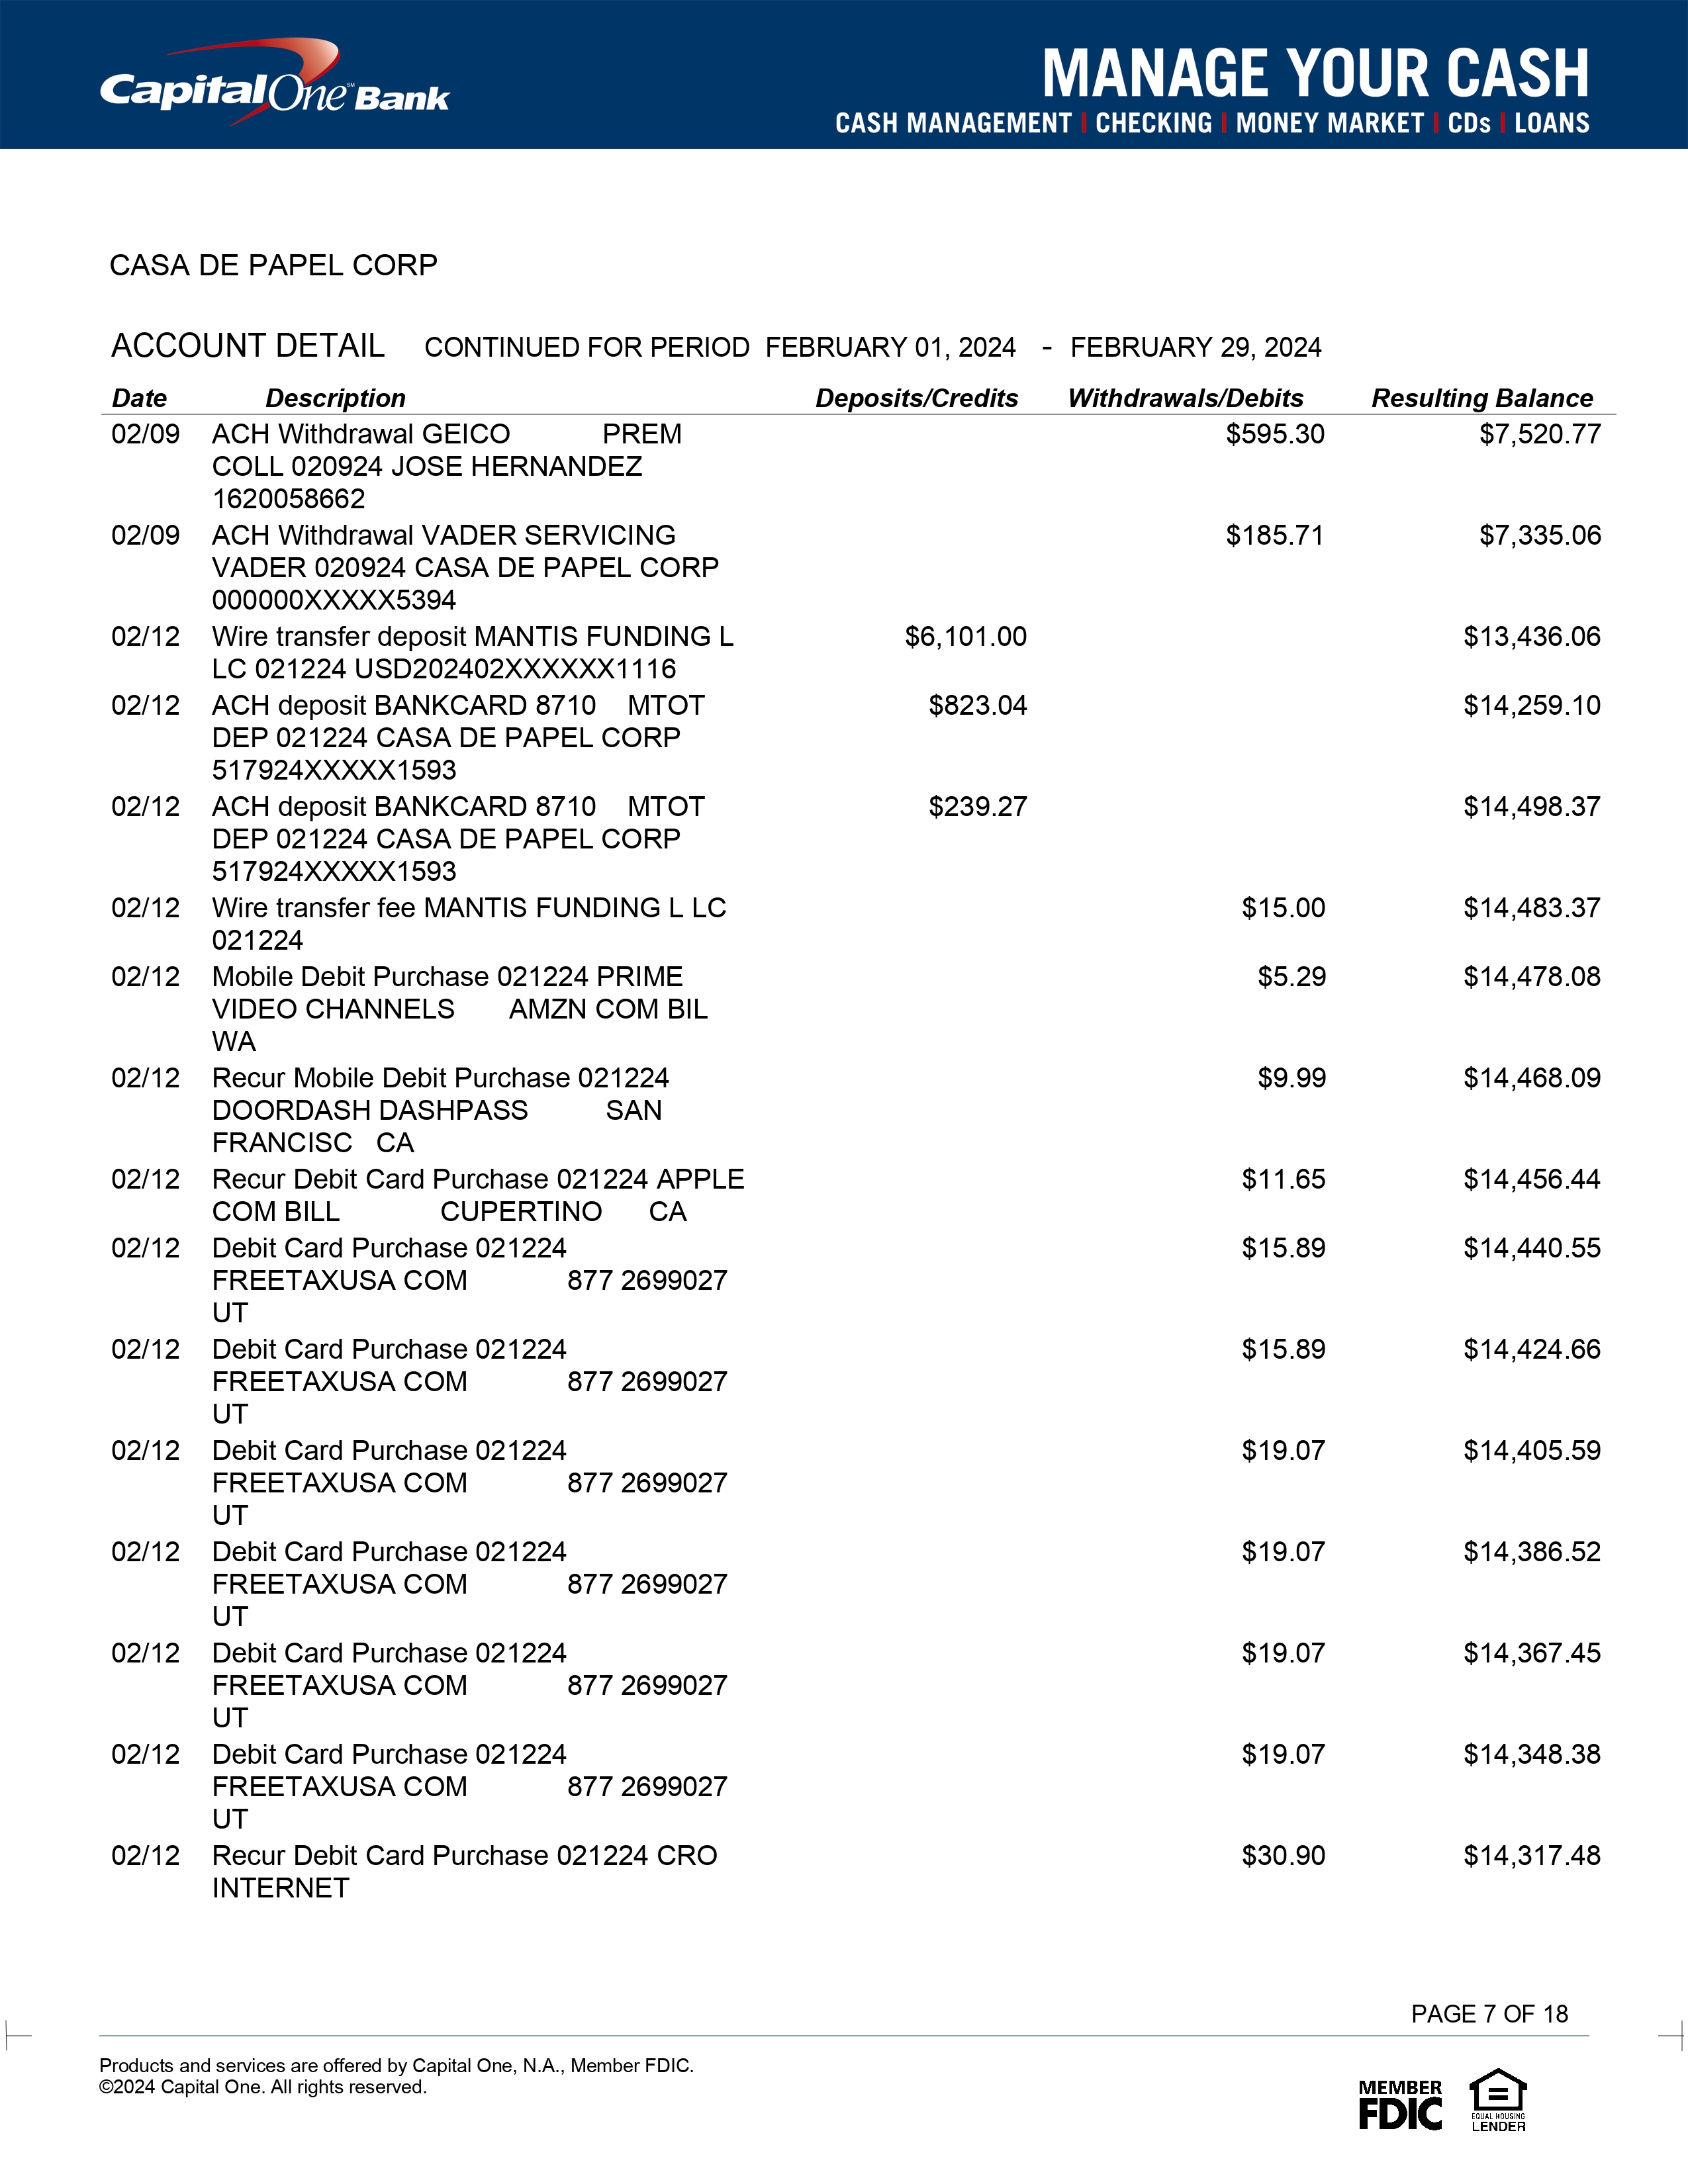 CapitalOne Bank
MANAGE YOUR CASH
CASH MANAGEMENT | CHECKING | MONEY MARKET | CDs | LOANS
CASA DE PAPEL CORP
ACCOUNT DETAIL CONTINUED FOR PERIOD FEBRUARY 01, 2024 - FEBRUARY 29, 2024
Date Description Deposits/Credits Withdrawals/Debits Resulting Balance
02/09 ACH Withdrawal GEICO PREM $595.30 $7,520.77
COLL 020924 JOSE HERNANDEZ
1620058662
02/09 ACH Withdrawal VADER SERVICING $185.71 $7,335.06
VADER 020924 CASA DE PAPEL CORP
000000XXXXX5394
02/12 Wire transfer deposit MANTIS FUNDING L $6,101.00 $13,436.06
LC 021224 USD202402XXXXXX1116
02/12 ACH deposit BANKCARD 8710 MTOT $823.04 $14,259.10
DEP 021224 CASA DE PAPEL CORP
517924XXXXX1593
02/12 ACH deposit BANKCARD 8710 MTOT $239.27 $14,498.37
DEP 021224 CASA DE PAPEL CORP
517924XXXXX1593
02/12 Wire transfer fee MANTIS FUNDING L LC $15.00 $14,483.37
021224
02/12 Mobile Debit Purchase 021224 PRIME $5.29 $14,478.08
VIDEO CHANNELS AMZN COM BIL
WA
02/12 Recur Mobile Debit Purchase 021224 $9.99 $14,468.09
DOORDASH DASHPASS SAN
FRANCISC CA
02/12 Recur Debit Card Purchase 021224 APPLE $11.65 $14,456.44
COM BILL CUPERTINO CA
02/12 Debit Card Purchase 021224 $15.89 $14,440.55
FREETAXUSA COM 877 2699027
UT
02/12 Debit Card Purchase 021224 $15.89 $14,424.66
FREETAXUSA COM 877 2699027
UT
02/12 Debit Card Purchase 021224 $19.07 $14,405.59
FREETAXUSA COM 877 2699027
UT
02/12 Debit Card Purchase 021224 $19.07 $14,386.52
FREETAXUSA COM 877 2699027
UT
02/12 Debit Card Purchase 021224 $19.07 $14,367.45
FREETAXUSA COM 877 2699027
UT
02/12 Debit Card Purchase 021224 $19.07 $14,348.38
FREETAXUSA COM 877 2699027
UT
02/12 Recur Debit Card Purchase 021224 CRO $30.90 $14,317.48
INTERNET
PAGE 7 OF 18
Products and services are offered by Capital One, N.A., Member FDIC.
©2024 Capital One. All rights reserved.
MEMBER
FDIC
EQUAL HOUSING
LENDER